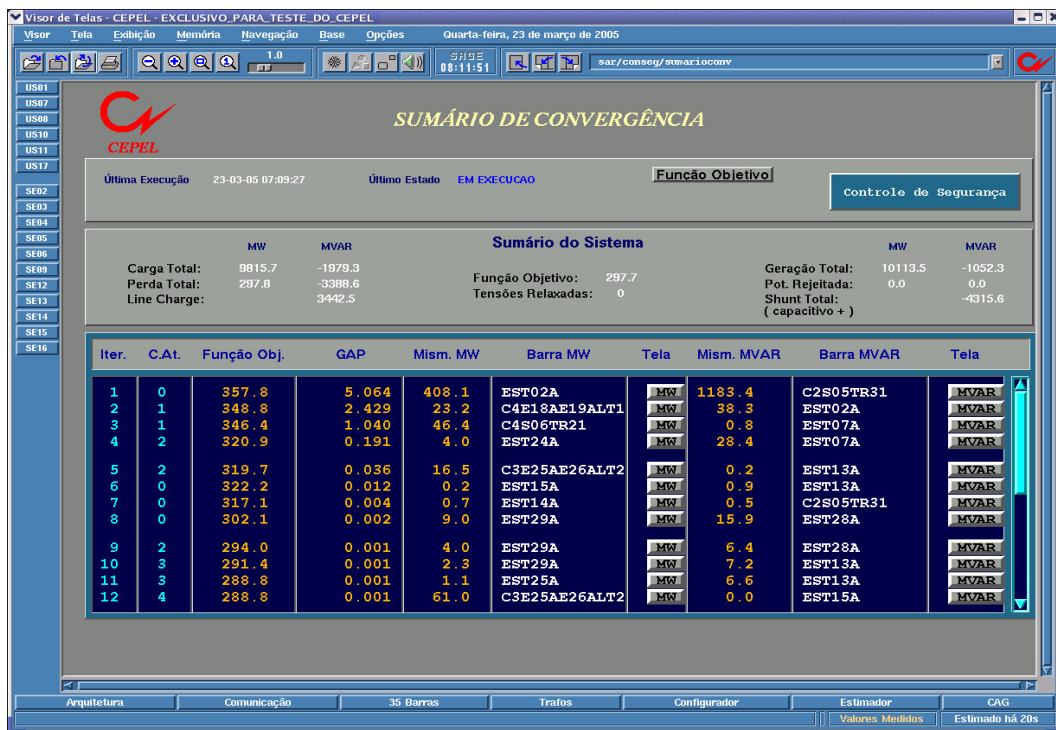 Visor de Telas - CEPEL - EXCLUSIVO_PARA_TESTE_DO_CEPEL
Visor Tela Exibição Memória Navegação Base Opções Quarta-feira, 23 de março de 2005
1.0
SAGE
08:11:51
sar/conseg/sumarioconv
US01
US07
US08
US10
US11
US17
SE02
SE03
SE04
SE05
SE06
SE09
SE12
SE13
SE14
SE15
SE16
CEPEL
SUMÁRIO DE CONVERGÊNCIA
Última Execução 23-03-05 07:09:27 Último Estado EM EXECUCAO Função Objetivo
Controle de Segurança
Sumário do Sistema
MW MVAR MW MVAR
Carga Total: 9815.7 -1979.3 Função Objetivo: 297.7 Geração Total: 10113.5 -1052.3
Perda Total: 297.8 -3388.6 Tensões Relaxadas: 0 Pot. Rejeitada: 0.0 0.0
Line Charge: 3442.5 Shunt Total: -4315.6
( capacitivo + )
Iter. C.At. Função Obj. GAP Mism. MW Barra MW Tela Mism. MVAR Barra MVAR Tela
1 0 357.8 5.064 408.1 EST02A MW 1183.4 C2S05TR31 MVAR
2 1 348.8 2.429 23.2 C4E18AE19ALT1 MW 38.3 EST02A MVAR
3 1 346.4 1.040 46.4 C4S06TR21 MW 0.8 EST07A MVAR
4 2 320.9 0.191 4.0 EST24A MW 28.4 EST07A MVAR
5 2 319.7 0.036 16.5 C3E25AE26ALT2 MW 0.2 EST13A MVAR
6 0 322.2 0.012 0.2 EST15A MW 0.9 EST13A MVAR
7 0 317.1 0.004 0.7 EST14A MW 0.5 C2S05TR31 MVAR
8 0 302.1 0.002 9.0 EST29A MW 15.9 EST28A MVAR
9 2 294.0 0.001 4.0 EST29A MW 6.4 EST28A MVAR
10 3 291.4 0.001 2.3 EST29A MW 7.2 EST13A MVAR
11 3 288.8 0.001 1.1 EST25A MW 6.6 EST13A MVAR
12 4 288.8 0.001 61.0 C3E25AE26ALT2 MW 0.0 EST15A MVAR
Arquitetura Comunicação 35 Barras Trafos Configurador Estimador CAG
Valores Medidos Estimado há 20s